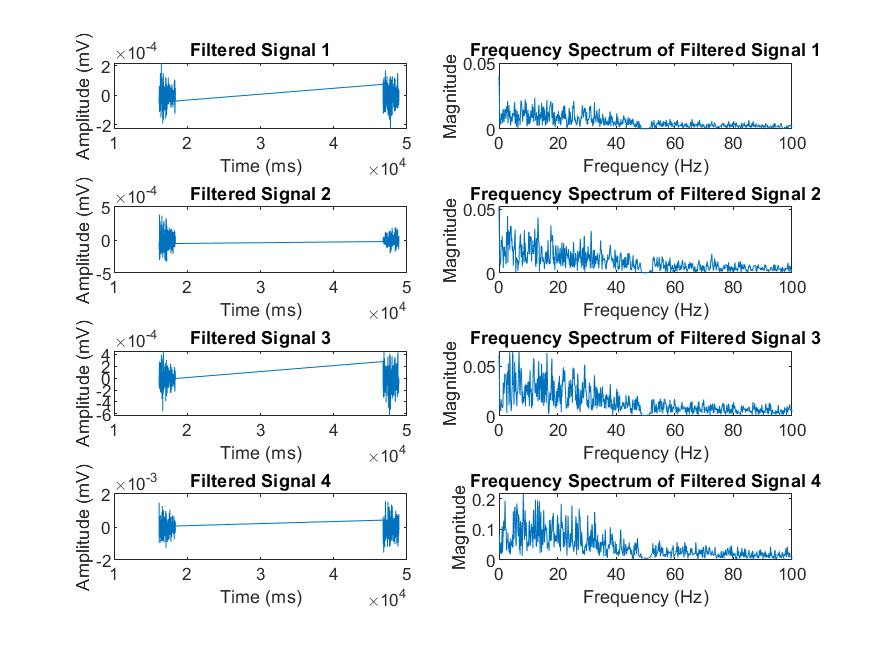 Filtered Signal 1
×10-4
Amplitude (mV)
2
0
-2
1 2 3 4 5
Time (ms)
×104
Frequency Spectrum of Filtered Signal 1
Magnitude
0.05
0
0 20 40 60 80 100
Frequency (Hz)
Filtered Signal 2
×10-4
Amplitude (mV)
5
0
-5
1 2 3 4 5
Time (ms)
×104
Frequency Spectrum of Filtered Signal 2
Magnitude
0.05
0
0 20 40 60 80 100
Frequency (Hz)
Filtered Signal 3
×10-4
Amplitude (mV)
4
2
0
-2
-4
-6
1 2 3 4 5
Time (ms)
×104
Frequency Spectrum of Filtered Signal 3
Magnitude
0.05
0
0 20 40 60 80 100
Frequency (Hz)
Filtered Signal 4
×10-3
Amplitude (mV)
2
0
-2
1 2 3 4 5
Time (ms)
×104
Frequency Spectrum of Filtered Signal 4
Magnitude
0.2
0.1
0
0 20 40 60 80 100
Frequency (Hz)